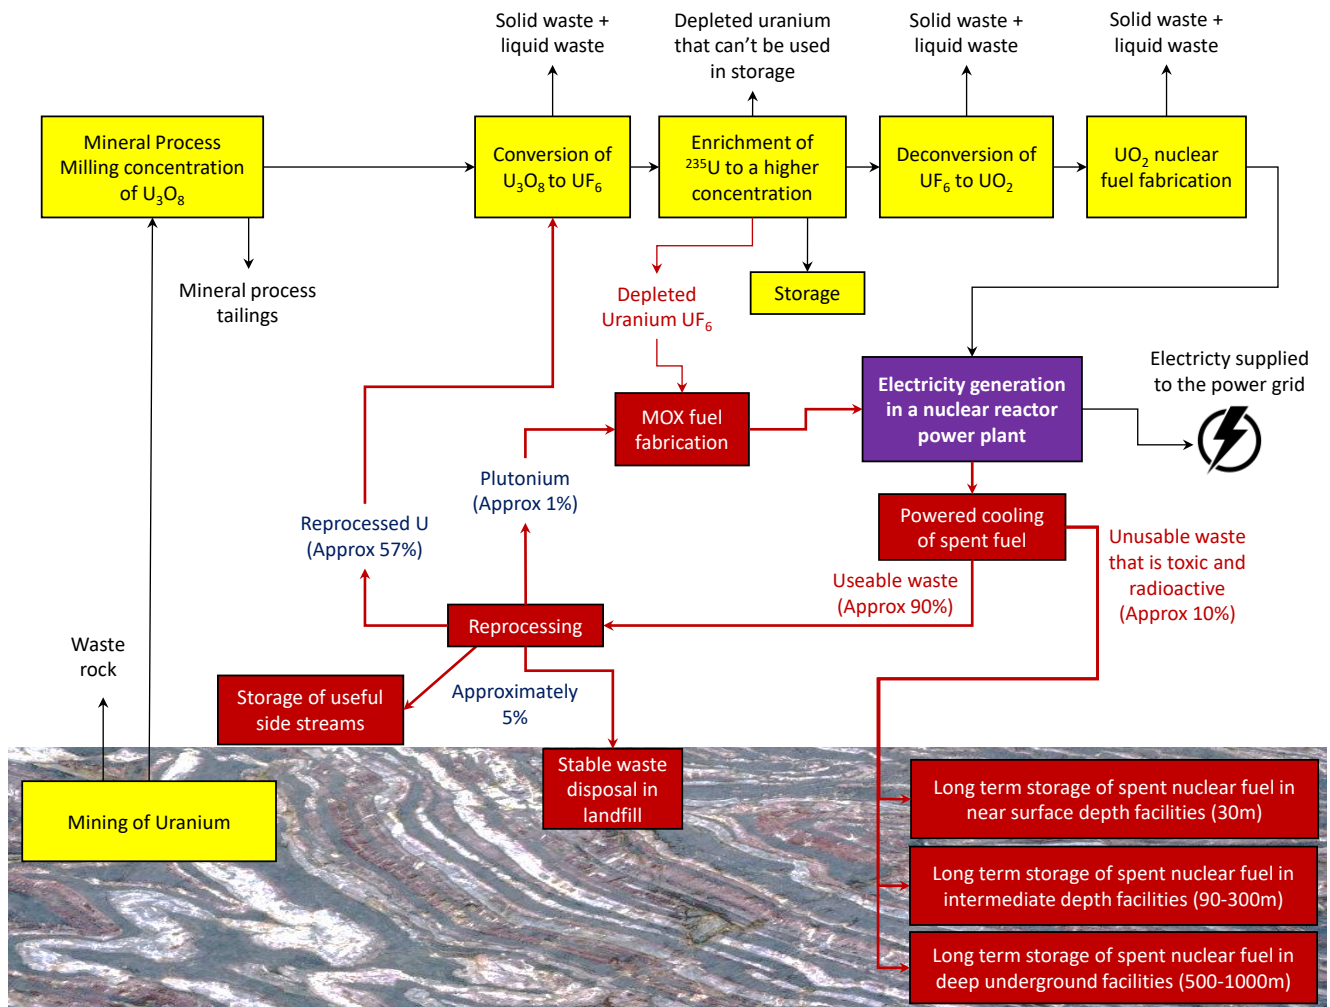 Solid waste +
liquid waste
Depleted uranium
that can't be used
in storage
Solid waste +
liquid waste
Solid waste +
liquid waste
Mineral Process
Milling concentration
of U₃O₈
Conversion of
U₃O₈ to UF₆
Enrichment of
²³⁵U to a higher
concentration
Deconversion of
UF₆ to UO₂
UO₂ nuclear
fuel fabrication
Mineral process
tailings
Depleted
Uranium UF₆
Storage
Electricity generation
in a nuclear reactor
power plant
Electricty supplied
to the power grid
MOX fuel
fabrication
Plutonium
(Approx 1%)
Reprocessed U
(Approx 57%)
Powered cooling
of spent fuel
Unusable waste
that is toxic and
radioactive
(Approx 10%)
Useable waste
(Approx 90%)
Reprocessing
Waste
rock
Storage of useful
side streams
Approximately
5%
Stable waste
disposal in
landfill
Mining of Uranium
Long term storage of spent nuclear fuel in
near surface depth facilities (30m)
Long term storage of spent nuclear fuel in
intermediate depth facilities (90-300m)
Long term storage of spent nuclear fuel in
deep underground facilities (500-1000m)